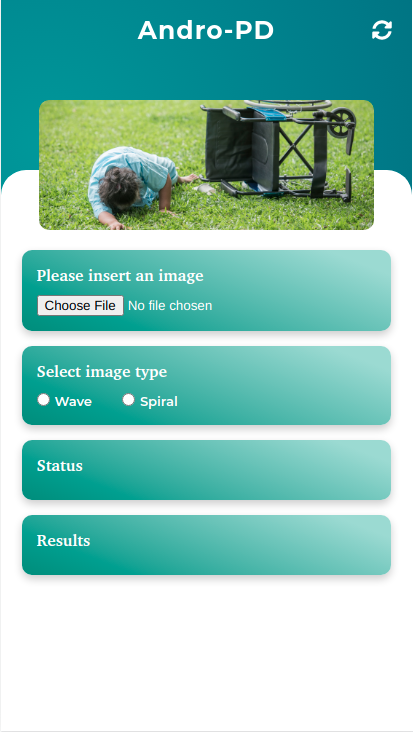 Andro-PD
Please insert an image
Choose File No file chosen
Select image type
Wave Spiral
Status
Results